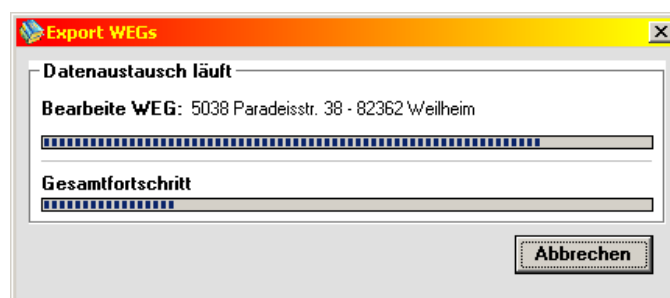 Export WEGs
Datenaustausch läuft
Bearbeite WEG: 5038 Paradeisstr. 38 - 82362 Weilheim
Gesamtfortschritt
Abbrechen